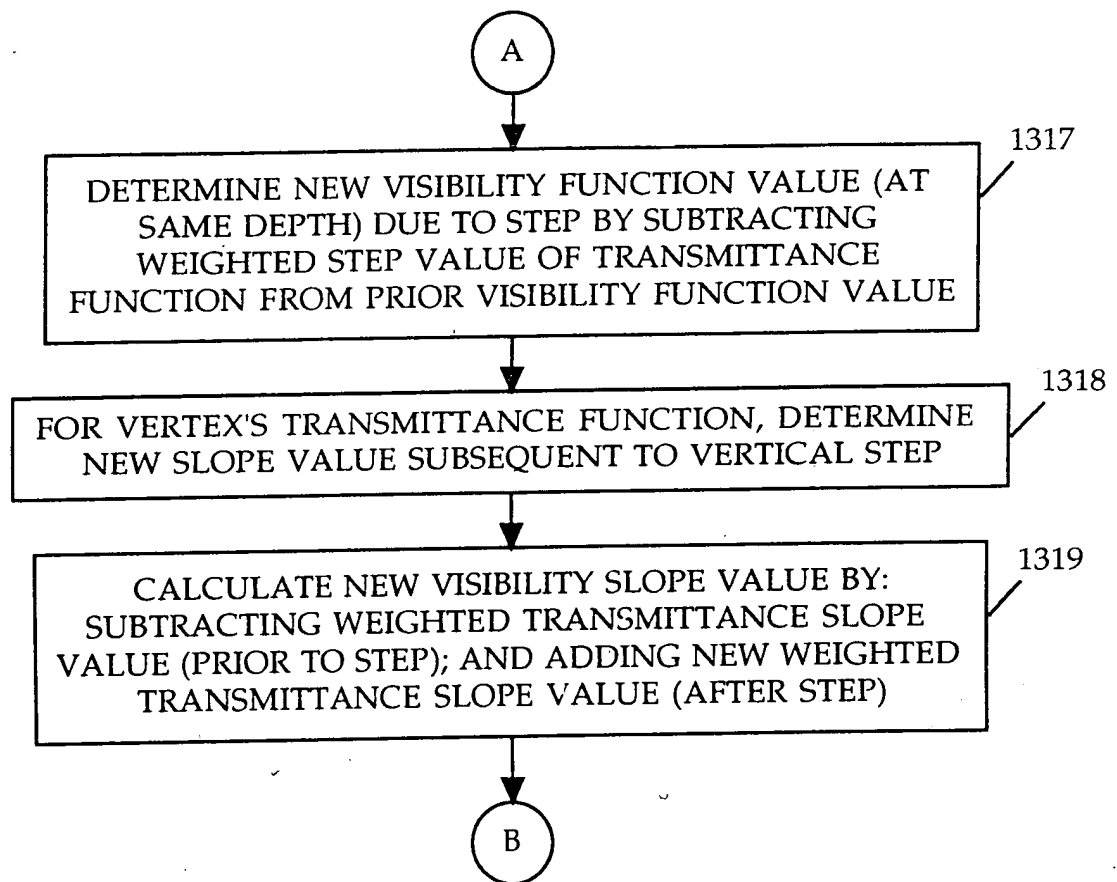 A
1317
DETERMINE NEW VISIBILITY FUNCTION VALUE (AT
SAME DEPTH) DUE TO STEP BY SUBTRACTING
WEIGHTED STEP VALUE OF TRANSMITTANCE
FUNCTION FROM PRIOR VISIBILITY FUNCTION VALUE
1318
FOR VERTEX'S TRANSMITTANCE FUNCTION, DETERMINE
NEW SLOPE VALUE SUBSEQUENT TO VERTICAL STEP
1319
CALCULATE NEW VISIBILITY SLOPE VALUE BY:
SUBTRACTING WEIGHTED TRANSMITTANCE SLOPE
VALUE (PRIOR TO STEP); AND ADDING NEW WEIGHTED
TRANSMITTANCE SLOPE VALUE (AFTER STEP)
B